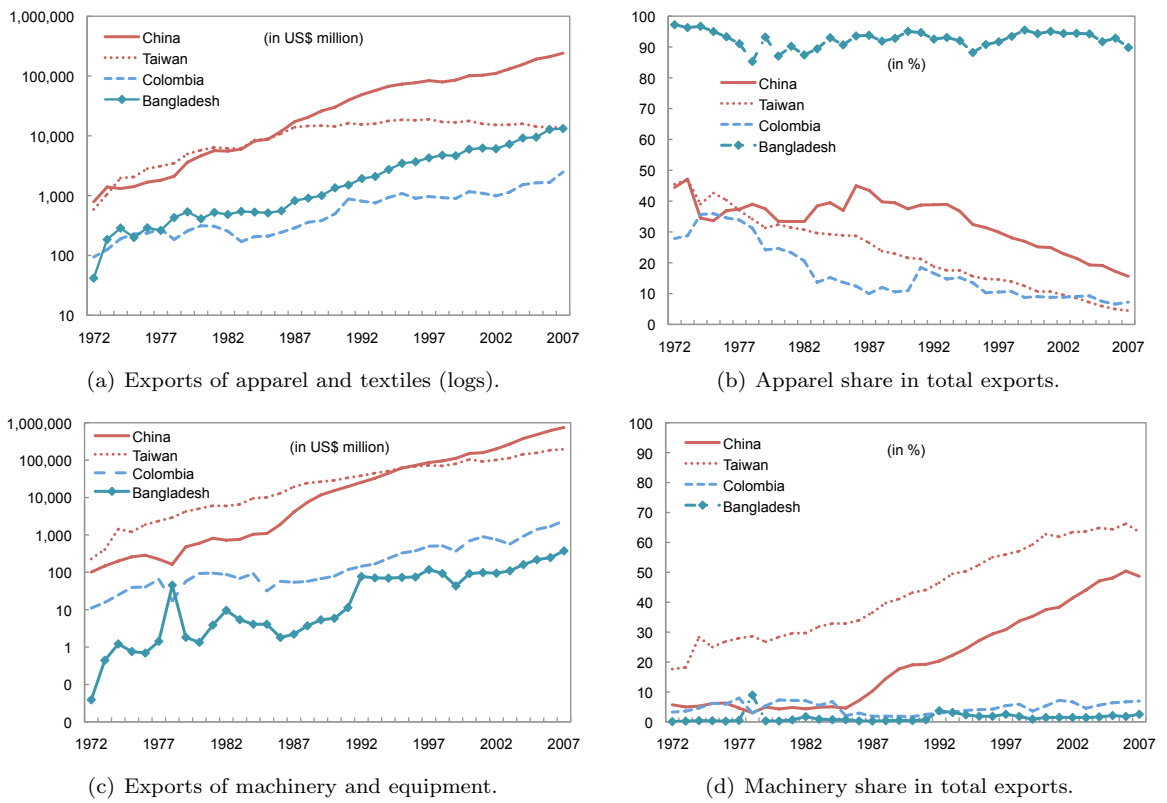 1,000,000
100,000
10,000
1,000
100
10
(in US$ million)
China
Taiwan
Colombia
Bangladesh
1972 1977 1982 1987 1992 1997 2002 2007
(a) Exports of apparel and textiles (logs).
100
90
80
70
60
50
40
30
20
10
0
(in %)
China
Taiwan
Colombia
Bangladesh
1972 1977 1982 1987 1992 1997 2002 2007
(b) Apparel share in total exports.
1,000,000
100,000
10,000
1,000
100
10
1
0
0
China
Taiwan
Colombia
Bangladesh
(in US$ million)
1972 1977 1982 1987 1992 1997 2002 2007
(c) Exports of machinery and equipment.
100
90
80
70
60
50
40
30
20
10
0
China
Taiwan
Colombia
Bangladesh
(in %)
1972 1977 1982 1987 1992 1997 2002 2007
(d) Machinery share in total exports.